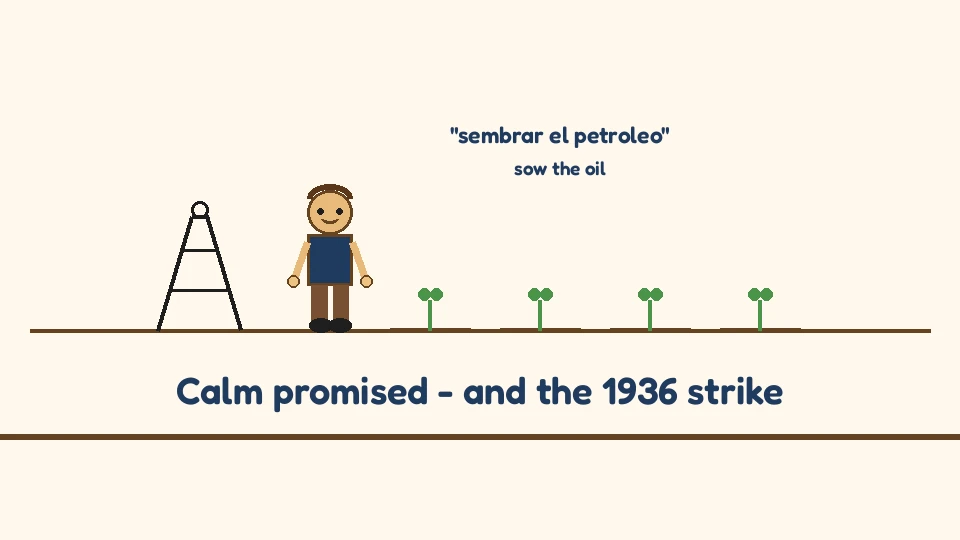 "sembrar el petroleo"
sow the oil
Calm promised - and the 1936 strike